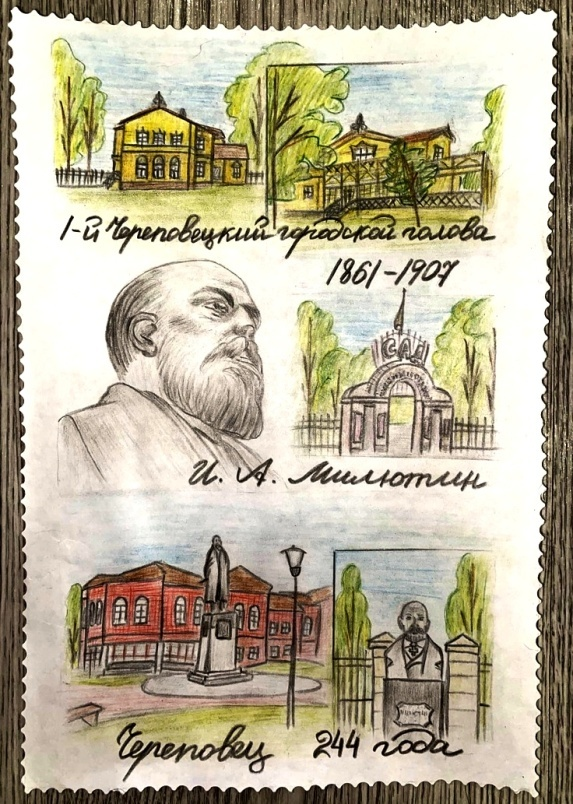 1-й Череповецкий городской голова
1861-1907
САД
И. А. Милютин
Череповец 244 года